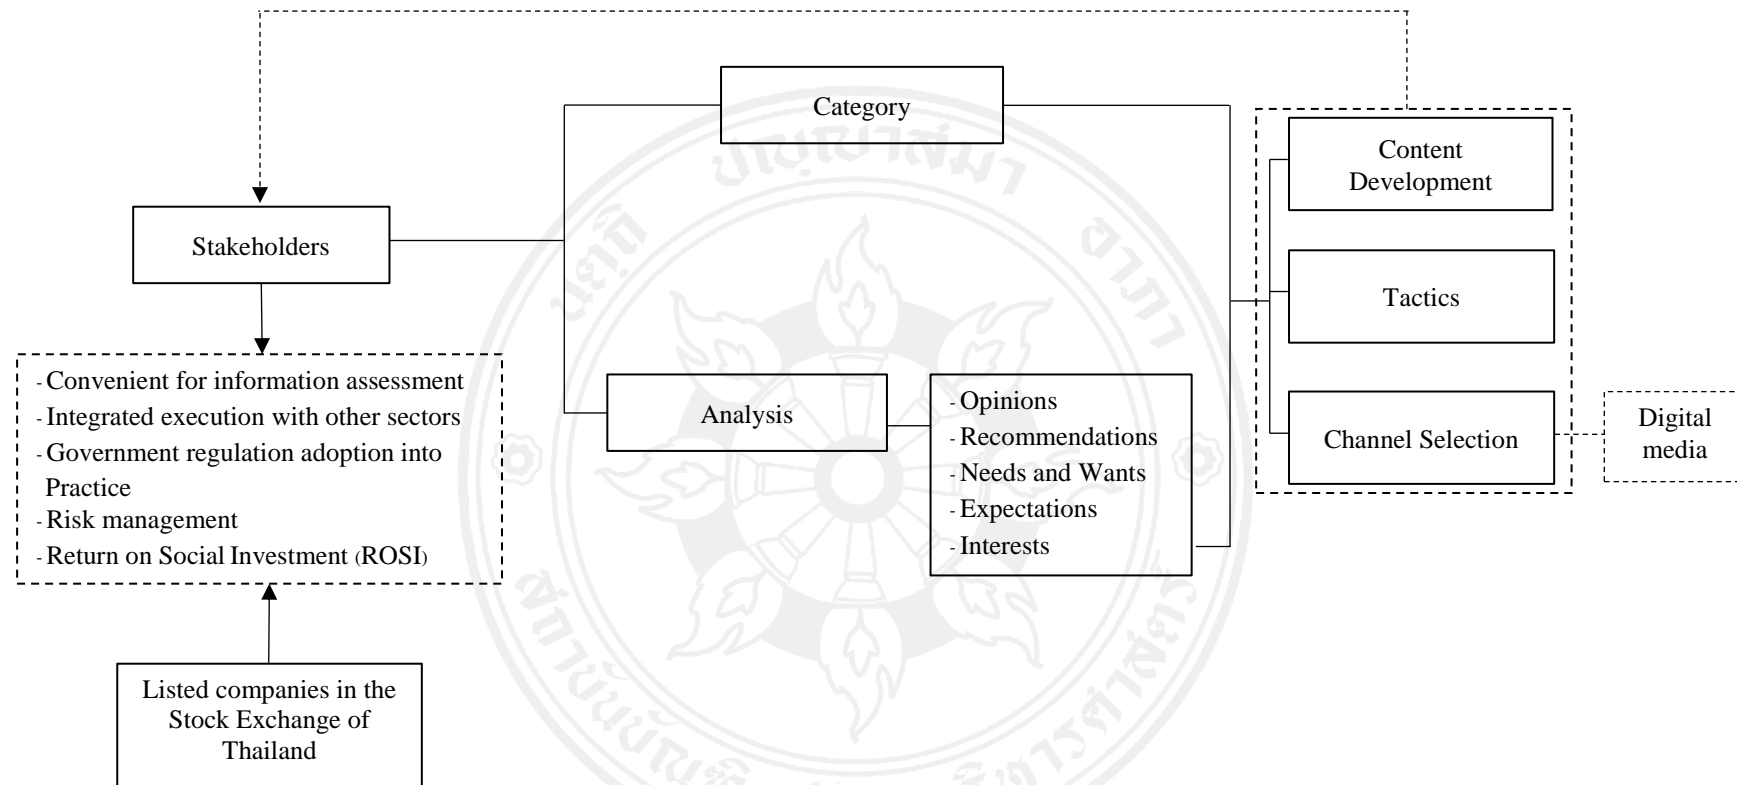 Category
Content
Development
Stakeholders
Tactics
- Convenient for information assessment
- Integrated execution with other sectors
- Government regulation adoption into
Practice
- Risk management
- Return on Social Investment (ROSI)
Analysis
- Opinions
- Recommendations
- Needs and Wants
- Expectations
- Interests
Channel Selection
Digital
media
Listed companies in the
Stock Exchange of
Thailand